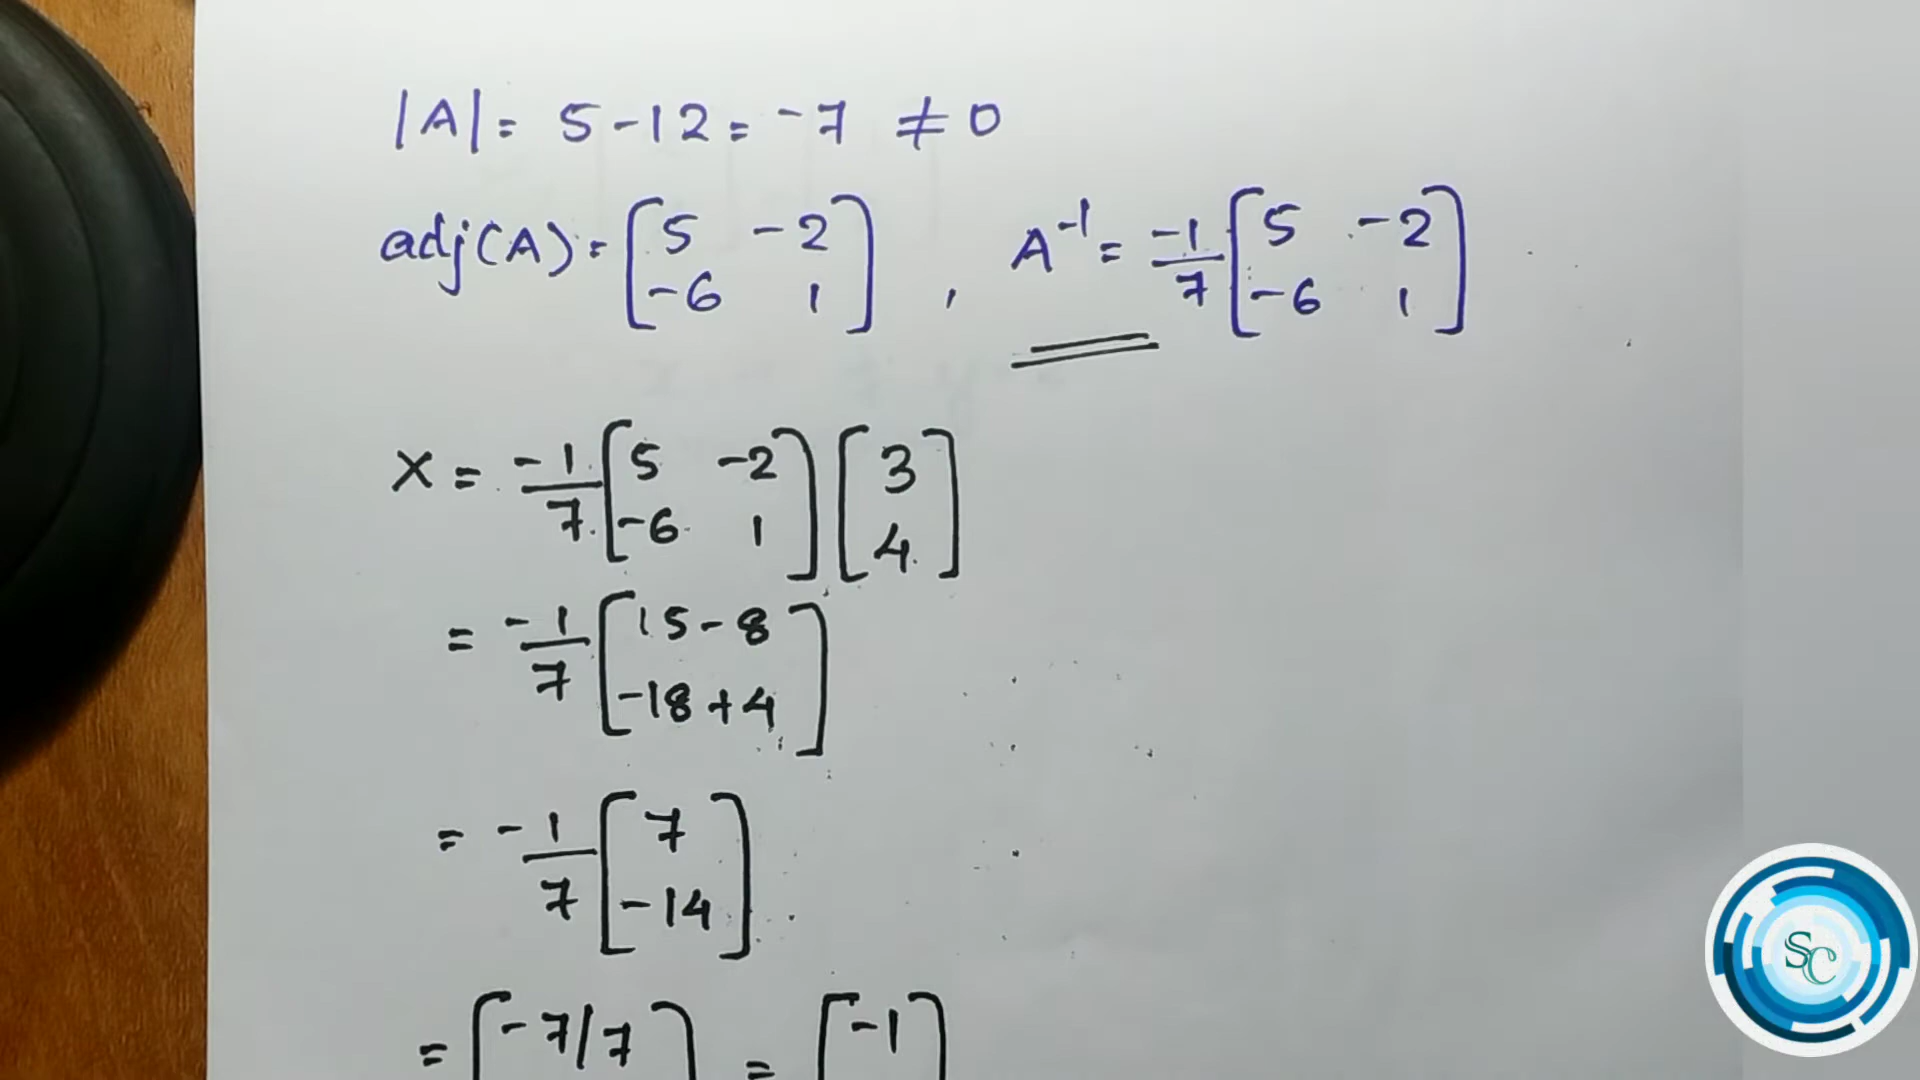 |A| = 5 - 12 = -7 ≠ 0
adj(A) = [5 -2
-6 1] , A⁻¹ = -1/7 [5 -2
-6 1]
X = -1/7 [5 -2
-6 1] [3
4]
= -1/7 [15 - 8
-18 + 4]
= -1/7 [7
-14]
= [-7/7 = [-1
SC